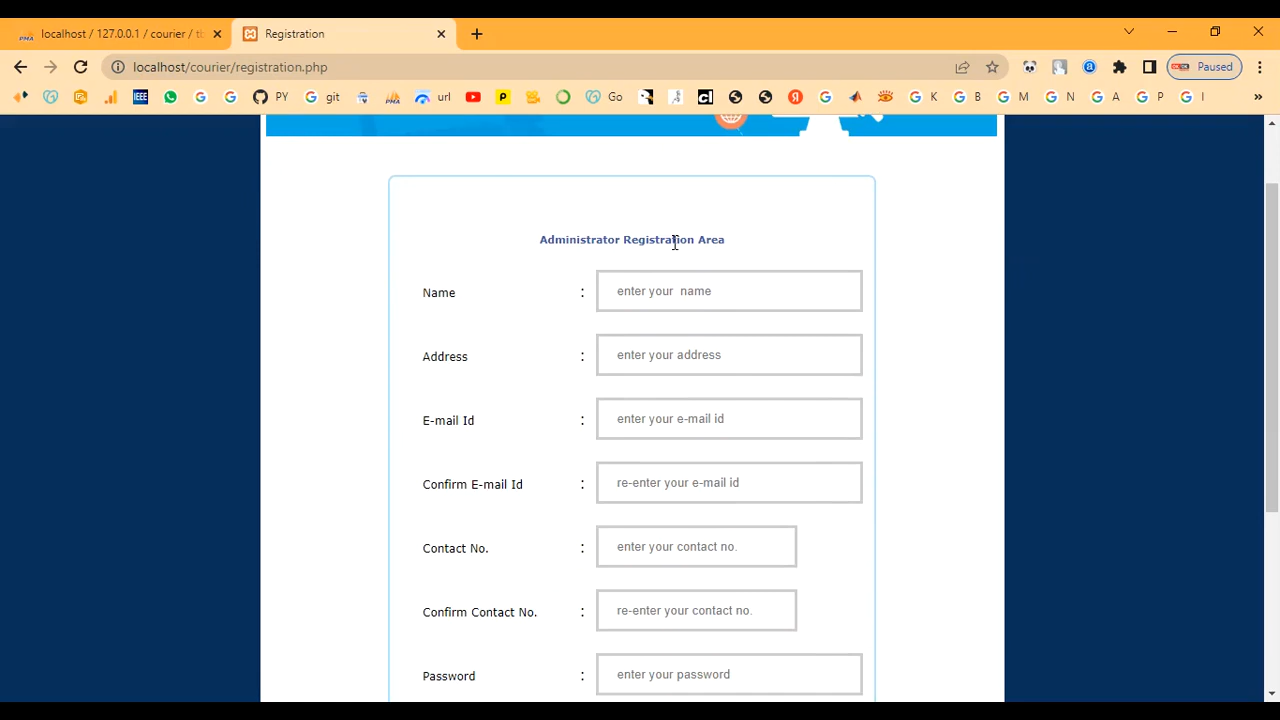 localhost / 127.0.0.1 / courier / tb
Registration
localhost/courier/registration.php
Paused
IEEE
PY
git
url
Go
K
B
M
N
A
P
I
Administrator Registration Area
Name : enter your  name
Address : enter your address
E-mail Id : enter your e-mail id
Confirm E-mail Id : re-enter your e-mail id
Contact No. : enter your contact no.
Confirm Contact No. : re-enter your contact no.
Password : enter your password